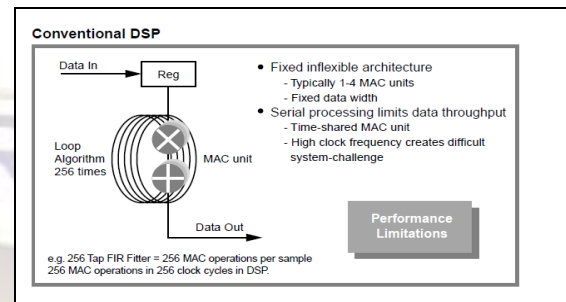 Conventional DSP
Data In
Reg
Loop
Algorithm
256 times
MAC unit
Data Out
e.g. 256 Tap FIR Fitter = 256 MAC operations per sample
256 MAC operations in 256 clock cycles in DSP.
• Fixed inflexible architecture
- Typically 1-4 MAC units
- Fixed data width
• Serial processing limits data throughput
- Time-shared MAC unit
- High clock frequency creates difficult
system-challenge
Performance
Limitations